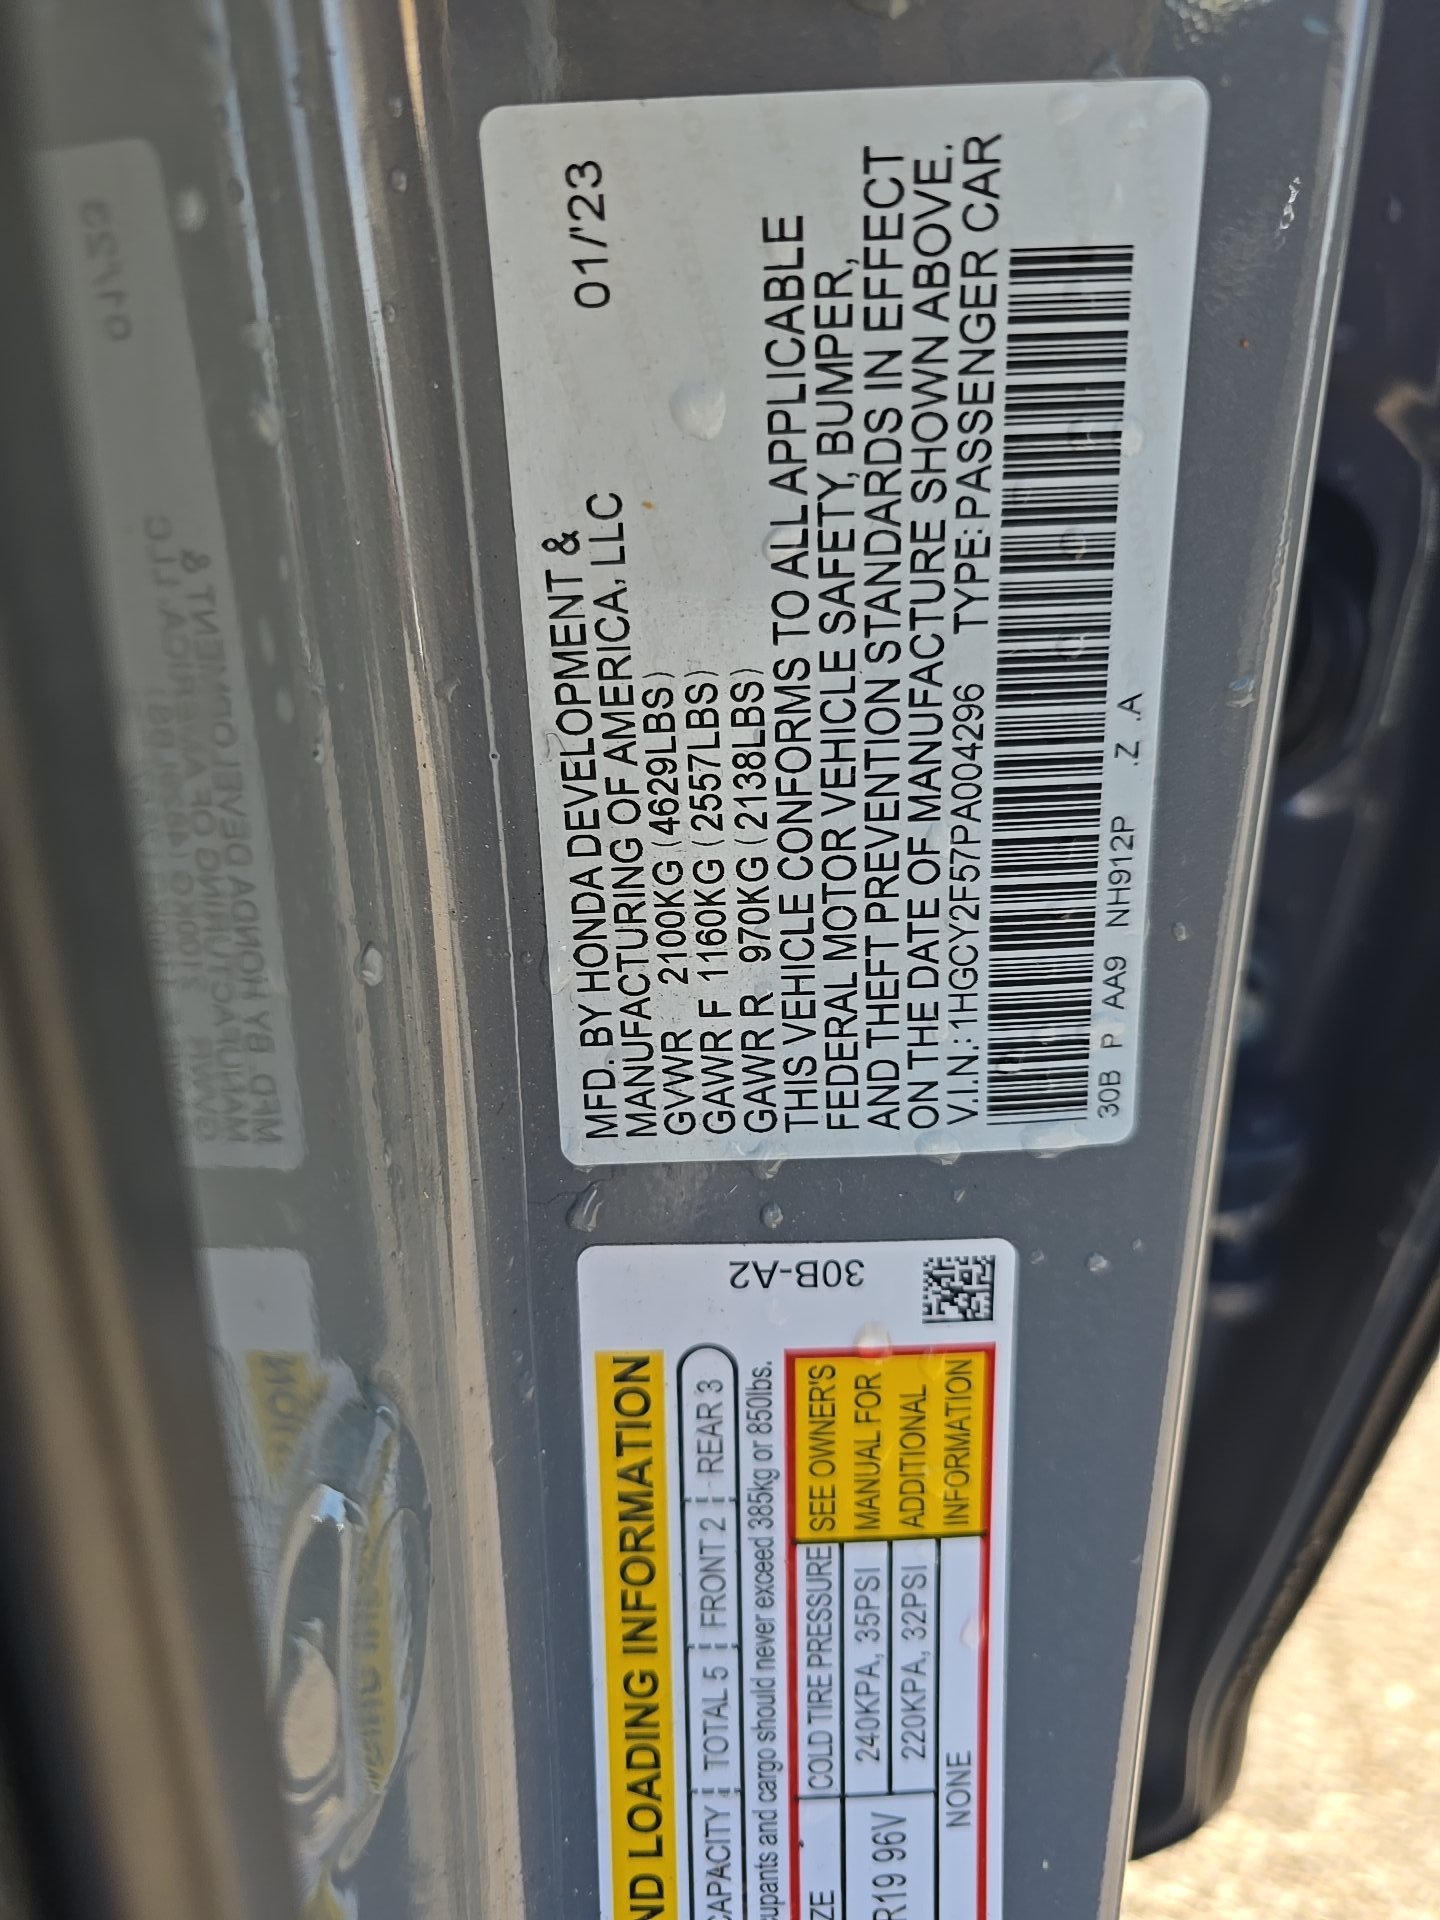 01/'23
MFD. BY HONDA DEVELOPMENT &
MANUFACTURING OF AMERICA, LLC
GVWR 2100KG (4629LBS)
GAWR F 1160KG (2557LBS)
GAWR R 970KG (2138LBS)
THIS VEHICLE CONFORMS TO ALL APPLICABLE
FEDERAL MOTOR VEHICLE SAFETY, BUMPER,
AND THEFT PREVENTION STANDARDS IN EFFECT
ON THE DATE OF MANUFACTURE SHOWN ABOVE.
V.I.N.: 1HGCY2F57PA004296 TYPE: PASSENGER CAR
30B P AA9 NH912P .Z .A
LOADING INFORMATION
CAPACITY TOTAL 5 FRONT 2 REAR 3
and cargo should never exceed 385kg or 850lbs.
COLD TIRE PRESSURE
240KPA, 35PSI
R19 96V 220KPA, 32PSI
NONE
SEE OWNER'S
MANUAL FOR
ADDITIONAL
INFORMATION
30B-A2